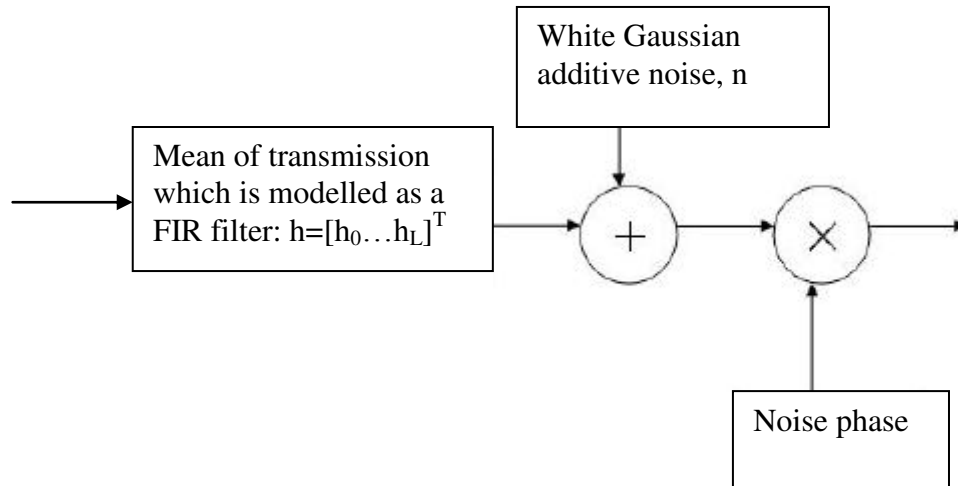 White Gaussian
additive noise, n
Mean of transmission
which is modelled as a
FIR filter: h=[h₀…h_L]ᵀ
+
×
Noise phase